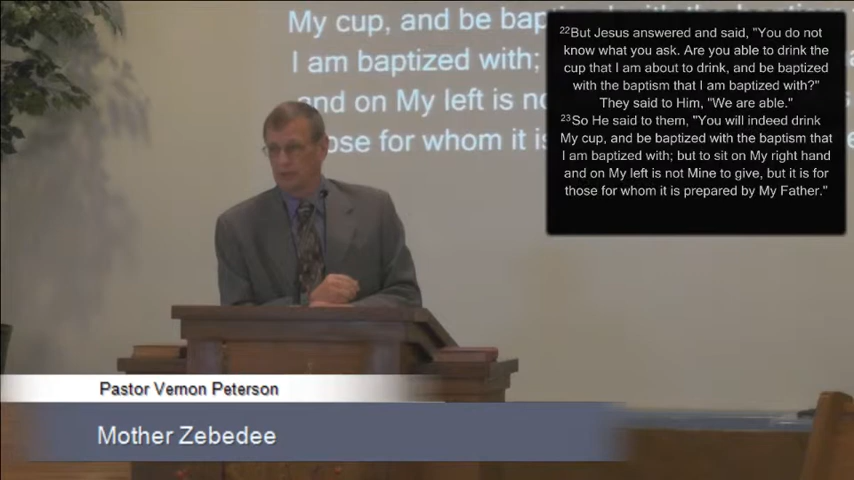 My cup, and be bap
I am baptized with;
and on My left is no
ose for whom it is
22But Jesus answered and said, "You do not
know what you ask. Are you able to drink the
cup that I am about to drink, and be baptized
with the baptism that I am baptized with?"
They said to Him, "We are able."
23So He said to them, "You will indeed drink
My cup, and be baptized with the baptism that
I am baptized with; but to sit on My right hand
and on My left is not Mine to give, but it is for
those for whom it is prepared by My Father."
Pastor Vernon Peterson
Mother Zebedee